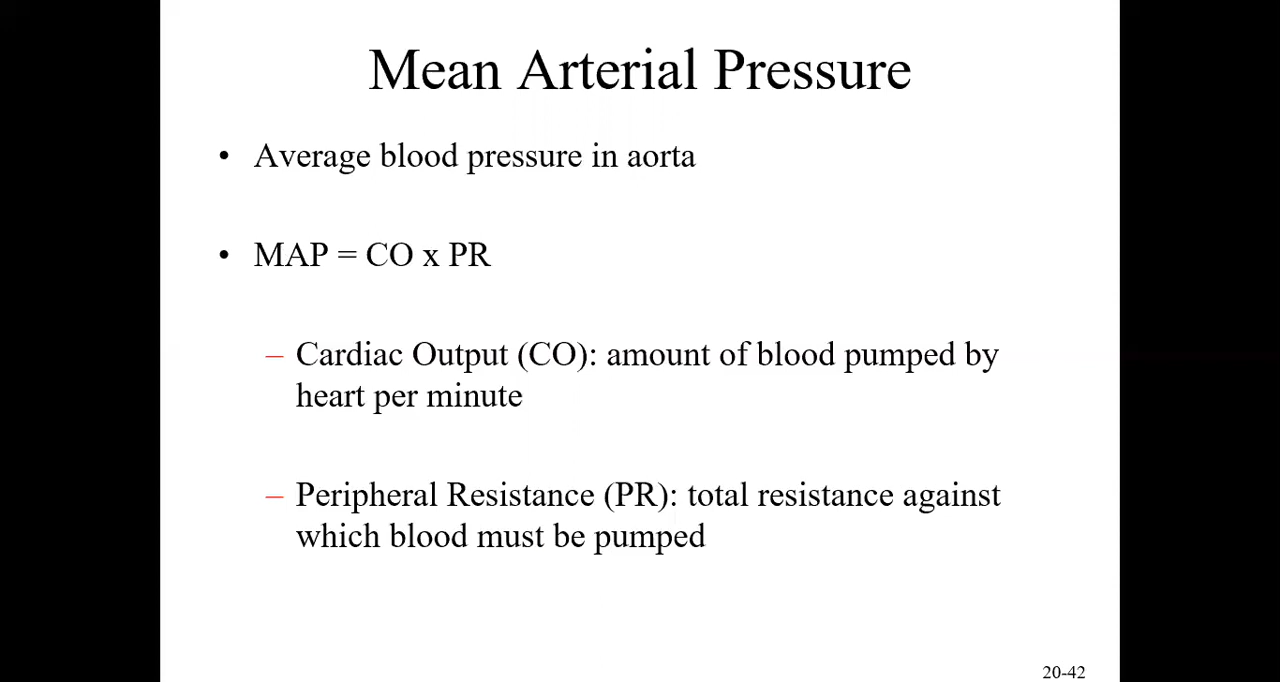 Mean Arterial Pressure
• Average blood pressure in aorta
• MAP = CO x PR
– Cardiac Output (CO): amount of blood pumped by
heart per minute
– Peripheral Resistance (PR): total resistance against
which blood must be pumped
20-42